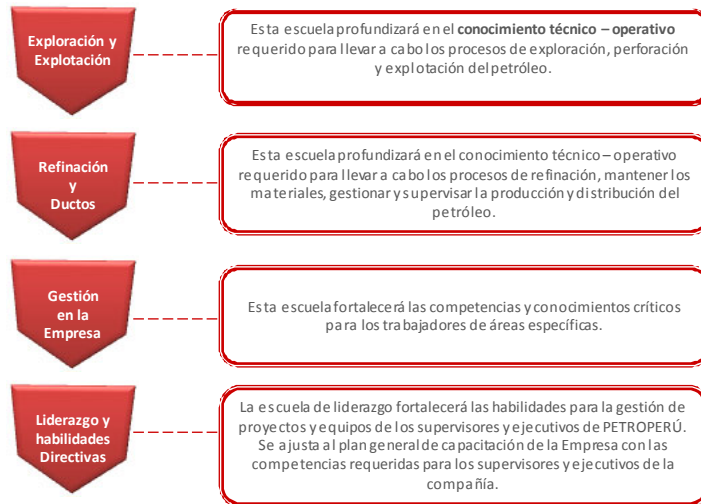 Exploración y
Explotación
Esta escuela profundizará en el conocimiento técnico – operativo
requerido para llevar a cabo los procesos de exploración, perforación
y explotación del petróleo.
Refinación
y
Ductos
Esta escuela profundizará en el conocimiento técnico – operativo
requerido para llevar a cabo los procesos de refinación, mantener los
materiales, gestionar y supervisar la producción y distribución del
petróleo.
Gestión
en la
Empresa
Esta escuela fortalecerá las competencias y conocimientos críticos
para los trabajadores de áreas específicas.
Liderazgo y
habilidades
Directivas
La escuela de liderazgo fortalecerá las habilidades para la gestión de
proyectos y equipos de los supervisores y ejecutivos de PETROPERÚ.
Se ajusta al plan general de capacitación de la Empresa con las
competencias requeridas para los supervisores y ejecutivos de la
compañía.